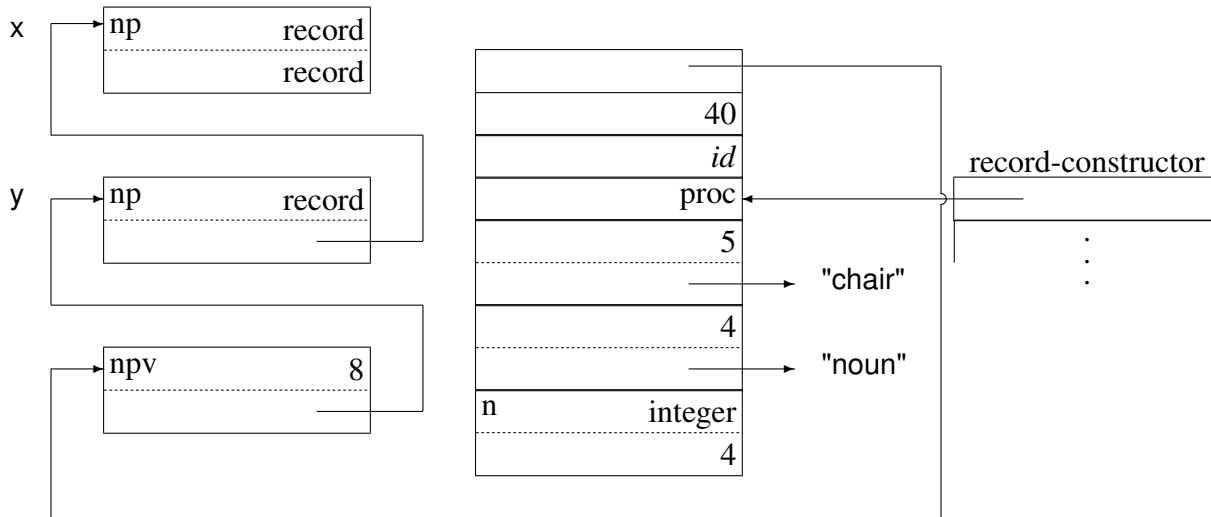 x
np record
record
y
np record
npv 8
40
id
proc
5
"chair"
4
"noun"
n integer
4
record-constructor